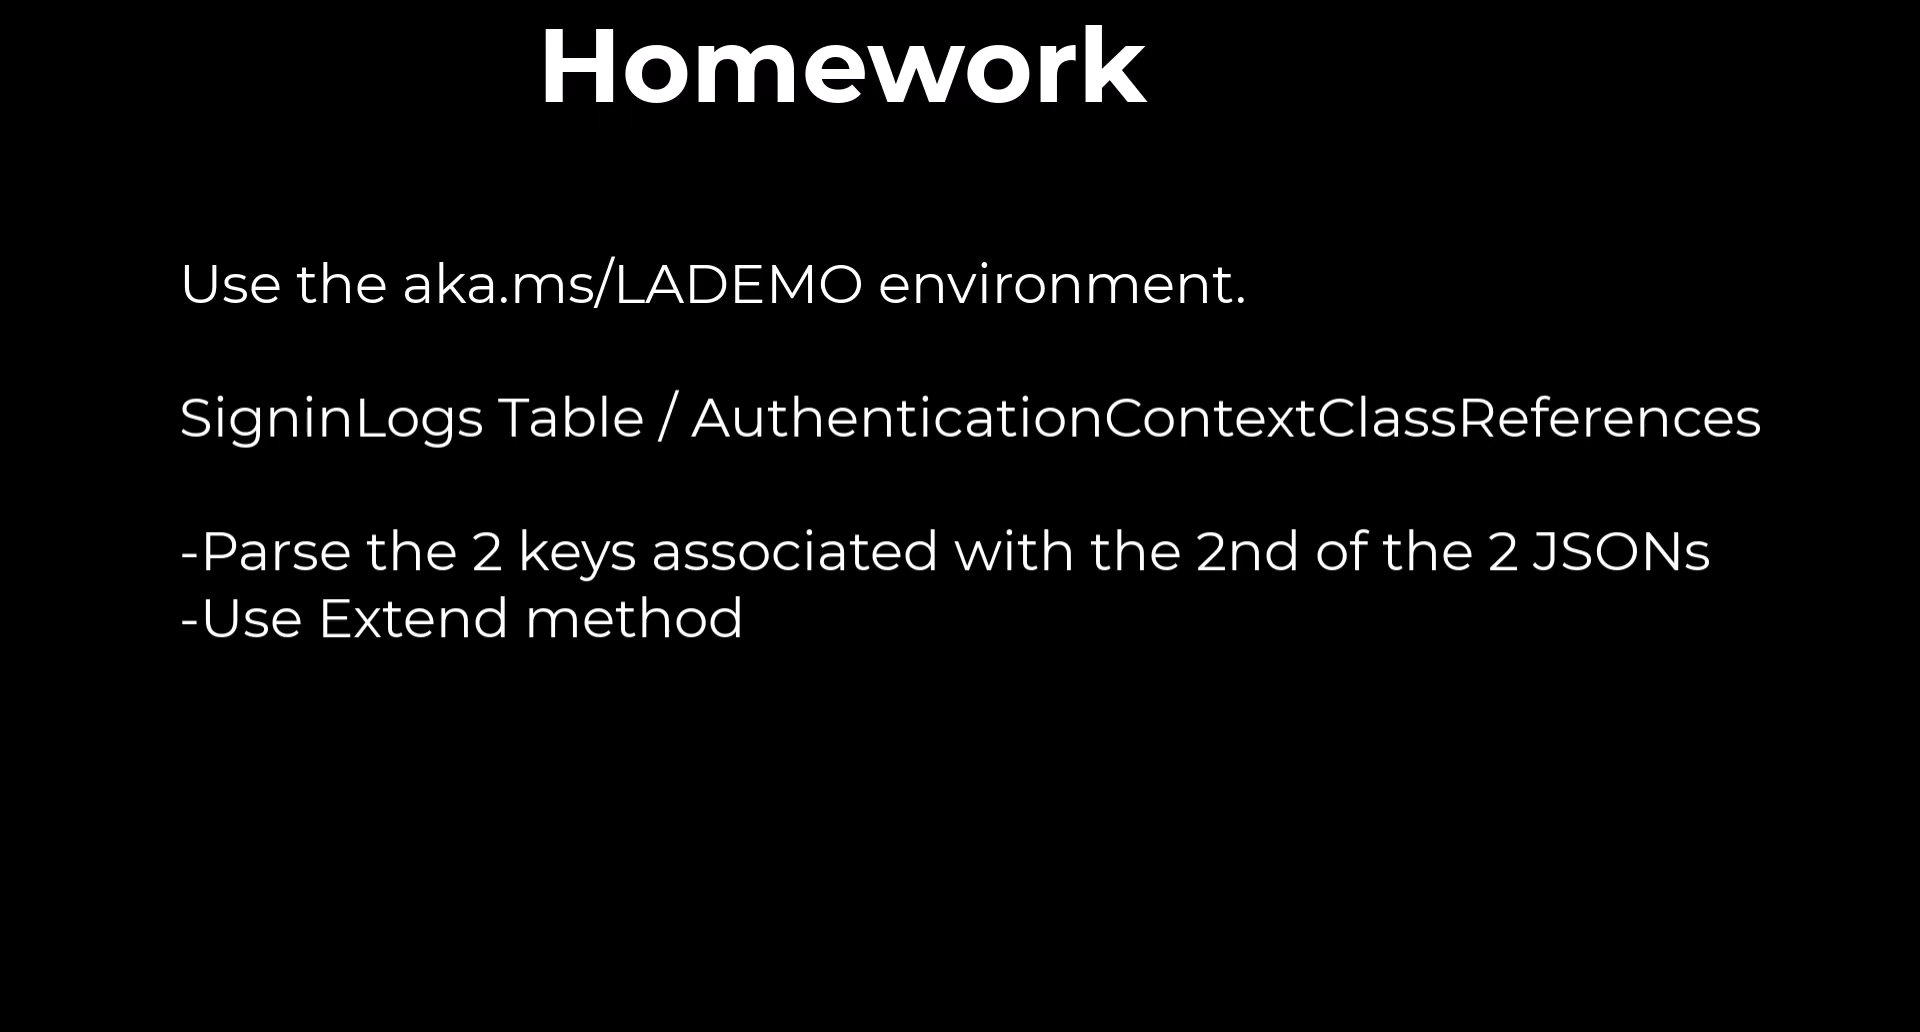 Homework
Use the aka.ms/LADEMO environment.
SigninLogs Table / AuthenticationContextClassReferences
-Parse the 2 keys associated with the 2nd of the 2 JSONs
-Use Extend method